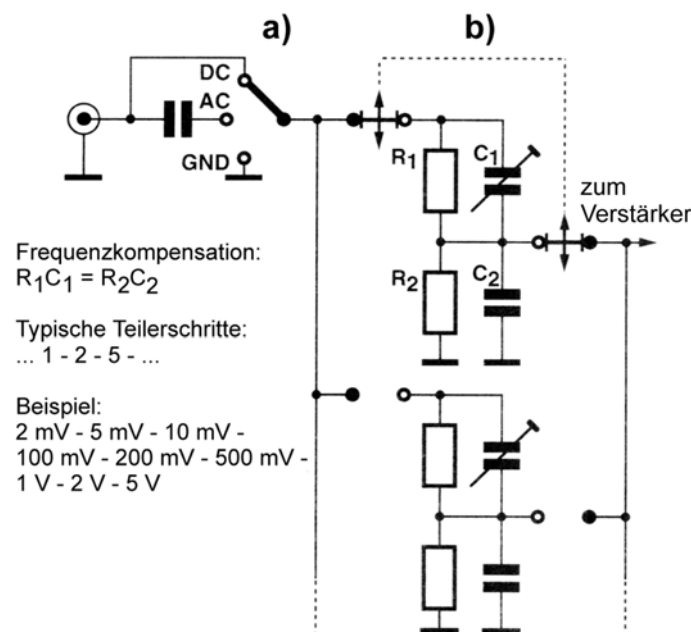 a)
b)
DC
AC
GND
R1
C1
zum
Verstärker
R2
C2
Frequenzkompensation:
R1C1 = R2C2
Typische Teilerschritte:
... 1 - 2 - 5 - ...
Beispiel:
2 mV - 5 mV - 10 mV -
100 mV - 200 mV - 500 mV -
1 V - 2 V - 5 V